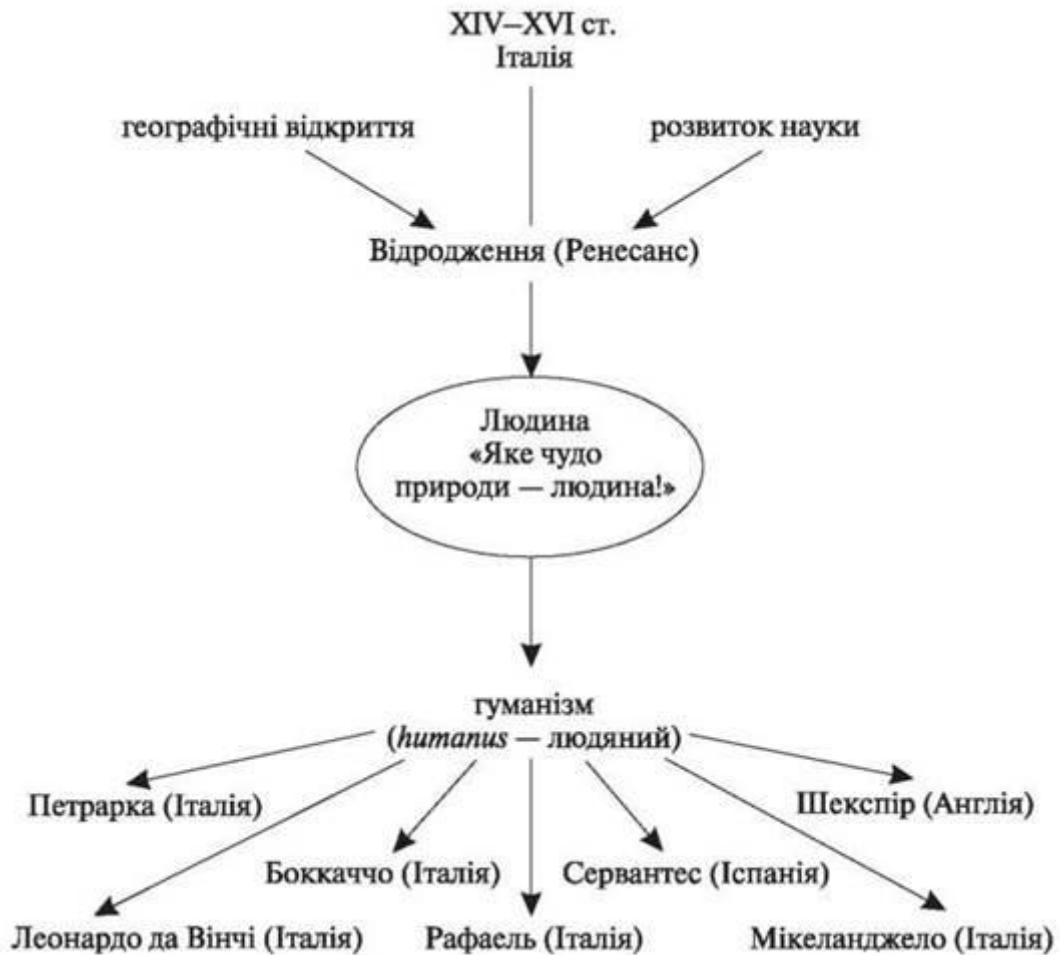 XIV–XVI ст.
Італія
географічні відкриття
розвиток науки
Відродження (Ренесанс)
Людина
«Яке чудо
природи — людина!»
гуманізм
(humanus — людяний)
Петрарка (Італія)
Шекспір (Англія)
Боккаччо (Італія)
Сервантес (Іспанія)
Леонардо да Вінчі (Італія)
Рафаель (Італія)
Мікеланджело (Італія)